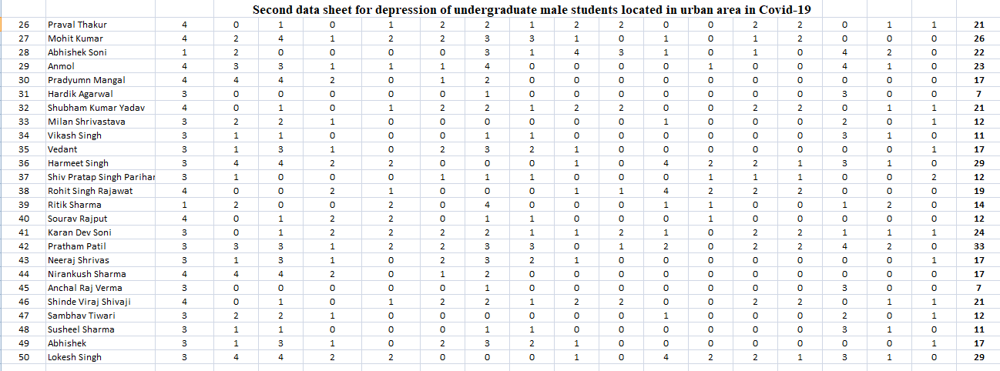 Second data sheet for depression of undergraduate male students located in urban area in Covid-19
26 Praval Thakur 4 0 1 0 1 2 2 1 2 2 0 0 2 2 0 1 1 21
27 Mohit Kumar 4 2 4 1 2 2 3 3 1 0 1 0 1 2 0 0 0 26
28 Abhishek Soni 1 2 0 0 0 0 3 1 4 3 1 0 1 0 4 2 0 22
29 Anmol 4 3 3 1 1 1 4 0 0 0 0 1 0 0 4 1 0 23
30 Pradyumn Mangal 4 4 4 2 0 1 2 0 0 0 0 0 0 0 0 0 0 17
31 Hardik Agarwal 3 0 0 0 0 0 1 0 0 0 0 0 0 0 3 0 0 7
32 Shubham Kumar Yadav 4 0 1 0 1 2 2 1 2 2 0 0 2 2 0 1 1 21
33 Milan Shrivastava 3 2 2 1 0 0 0 0 0 0 1 0 0 0 2 0 1 12
34 Vikash Singh 3 1 1 0 0 0 1 1 0 0 0 0 0 0 3 1 0 11
35 Vedant 3 1 3 1 0 2 3 2 1 0 0 0 0 0 0 0 1 17
36 Harmeet Singh 3 4 4 2 2 0 0 0 1 0 4 2 2 1 3 1 0 29
37 Shiv Pratap Singh Parihar 3 1 0 0 0 1 1 1 0 0 0 1 1 1 0 0 2 12
38 Rohit Singh Rajawat 4 0 0 2 1 0 0 0 1 1 4 2 2 2 0 0 0 19
39 Ritik Sharma 1 2 0 0 2 0 4 0 0 0 1 1 0 0 1 2 0 14
40 Sourav Rajput 4 0 1 2 2 0 1 1 0 0 0 1 0 0 0 0 0 12
41 Karan Dev Soni 3 0 1 2 2 2 2 1 1 2 1 0 2 2 1 1 1 24
42 Pratham Patil 3 3 3 1 2 2 3 3 0 1 2 0 2 2 4 2 0 33
43 Neeraj Shrivas 3 1 3 1 0 2 3 2 1 0 0 0 0 0 0 0 1 17
44 Nirankush Sharma 4 4 4 2 0 1 2 0 0 0 0 0 0 0 0 0 0 17
45 Anchal Raj Verma 3 0 0 0 0 0 1 0 0 0 0 0 0 0 3 0 0 7
46 Shinde Viraj Shivaji 4 0 1 0 1 2 2 1 2 2 0 0 2 2 0 1 1 21
47 Sambhav Tiwari 3 2 2 1 0 0 0 0 0 0 1 0 0 0 2 0 1 12
48 Susheel Sharma 3 1 1 0 0 0 1 1 0 0 0 0 0 0 3 1 0 11
49 Abhishek 3 1 3 1 0 2 3 2 1 0 0 0 0 0 0 0 1 17
50 Lokesh Singh 3 4 4 2 2 0 0 0 1 0 4 2 2 1 3 1 0 29